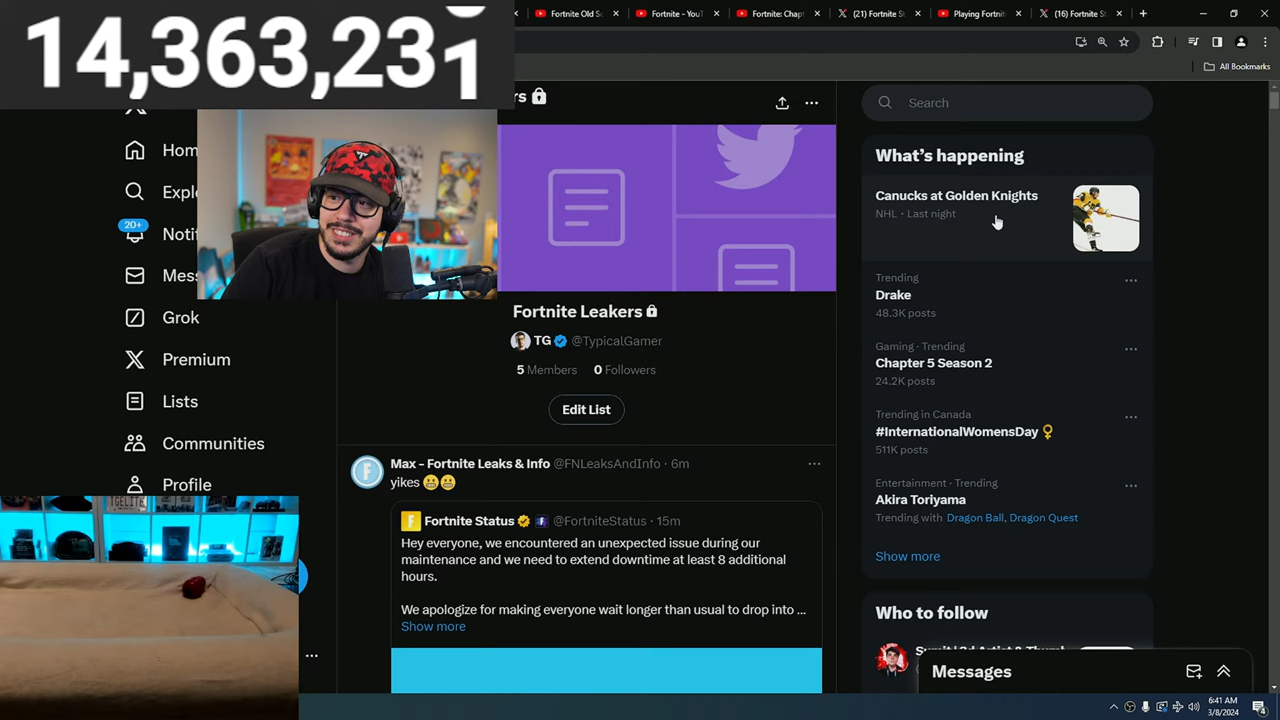 14,363,231
Fortnite Old S
Fortnite - YouT
Fortnite: Chap
(21) Fortnite S
Playing Fortni
(16) Fortnite S
All Bookmarks
rs
Search
Hom
Explo
20+
Notif
Mess
Grok
Premium
Lists
Communities
Profile
Fortnite Leakers
TG @TypicalGamer
5 Members 0 Followers
Edit List
Max - Fortnite Leaks & Info @FNLeaksAndInfo · 6m
yikes 😬😬
Fortnite Status @FortniteStatus · 15m
Hey everyone, we encountered an unexpected issue during our
maintenance and we need to extend downtime at least 8 additional
hours.
We apologize for making everyone wait longer than usual to drop into ...
Show more
What's happening
Canucks at Golden Knights
NHL · Last night
Trending
Drake
48.3K posts
Gaming · Trending
Chapter 5 Season 2
24.2K posts
Trending in Canada
#InternationalWomensDay
511K posts
Entertainment · Trending
Akira Toriyama
Trending with Dragon Ball, Dragon Quest
Show more
Who to follow
Messages
6:41 AM
3/8/2024